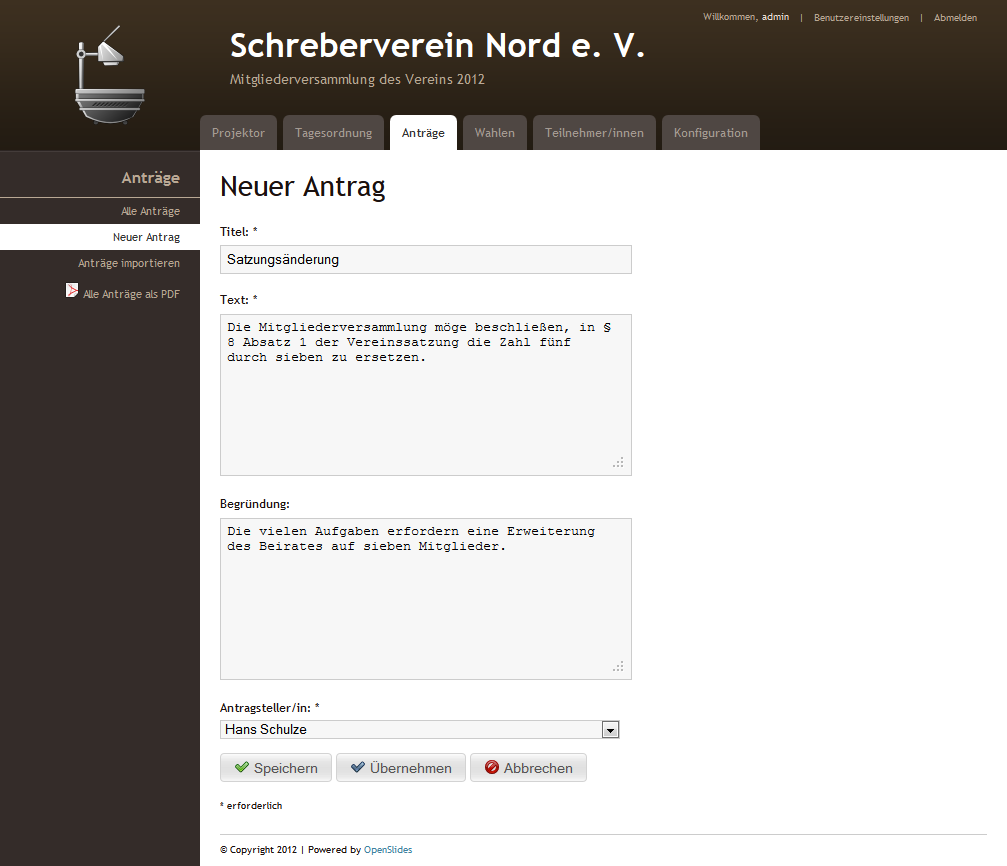 Willkommen, admin | Benutzereinstellungen | Abmelden
Schreberverein Nord e. V.
Mitgliederversammlung des Vereins 2012
Projektor Tagesordnung Anträge Wahlen Teilnehmer/innen Konfiguration
Anträge
Alle Anträge
Neuer Antrag
Anträge importieren
Alle Anträge als PDF
Neuer Antrag
Titel: *
Satzungsänderung
Text: *
Die Mitgliederversammlung möge beschließen, in §
8 Absatz 1 der Vereinssatzung die Zahl fünf
durch sieben zu ersetzen.
Begründung:
Die vielen Aufgaben erfordern eine Erweiterung
des Beirates auf sieben Mitglieder.
Antragsteller/in: *
Hans Schulze
Speichern Übernehmen Abbrechen
* erforderlich
© Copyright 2012 | Powered by OpenSlides